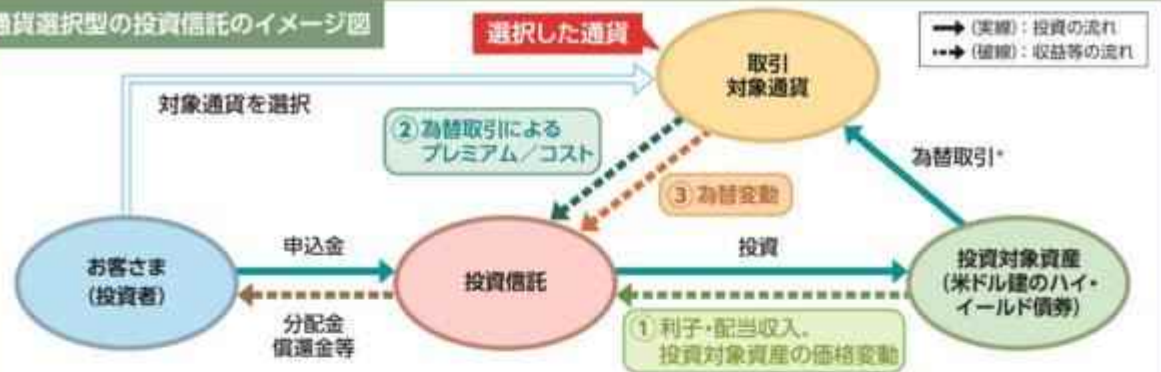 通貨選択型の投資信託のイメージ図
選択した通貨
(実線):投資の流れ
(破線):収益等の流れ
取引
対象通貨
対象通貨を選択
②為替取引による
プレミアム/コスト
為替取引*
③為替変動
お客さま
(投資者)
申込金
分配金
償還金等
投資信託
投資
①利子・配当収入、
投資対象資産の価格変動
投資対象資産
(米ドル建のハイ・
イールド債券)